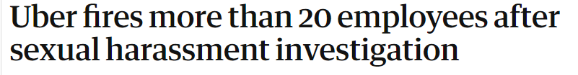 Uber fires more than 20 employees after
sexual harassment investigation